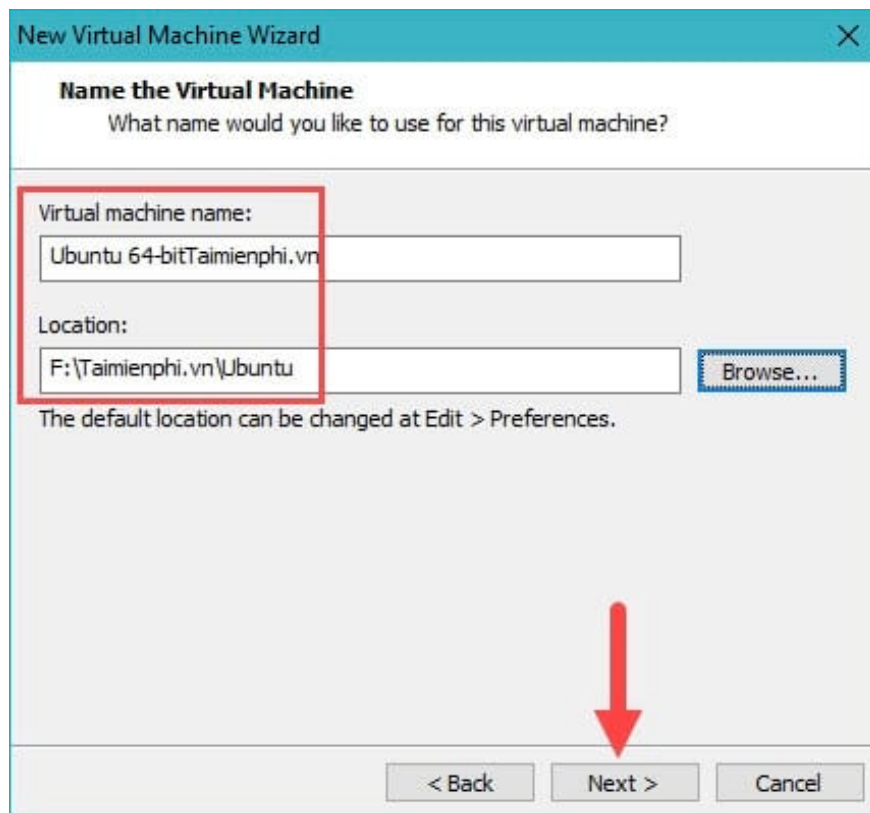 New Virtual Machine Wizard
Name the Virtual Machine
What name would you like to use for this virtual machine?
Virtual machine name:
Ubuntu 64-bitTaimienphi.vn
Location:
F:\Taimienphi.vn\Ubuntu
Browse...
The default location can be changed at Edit > Preferences.
< Back Next > Cancel